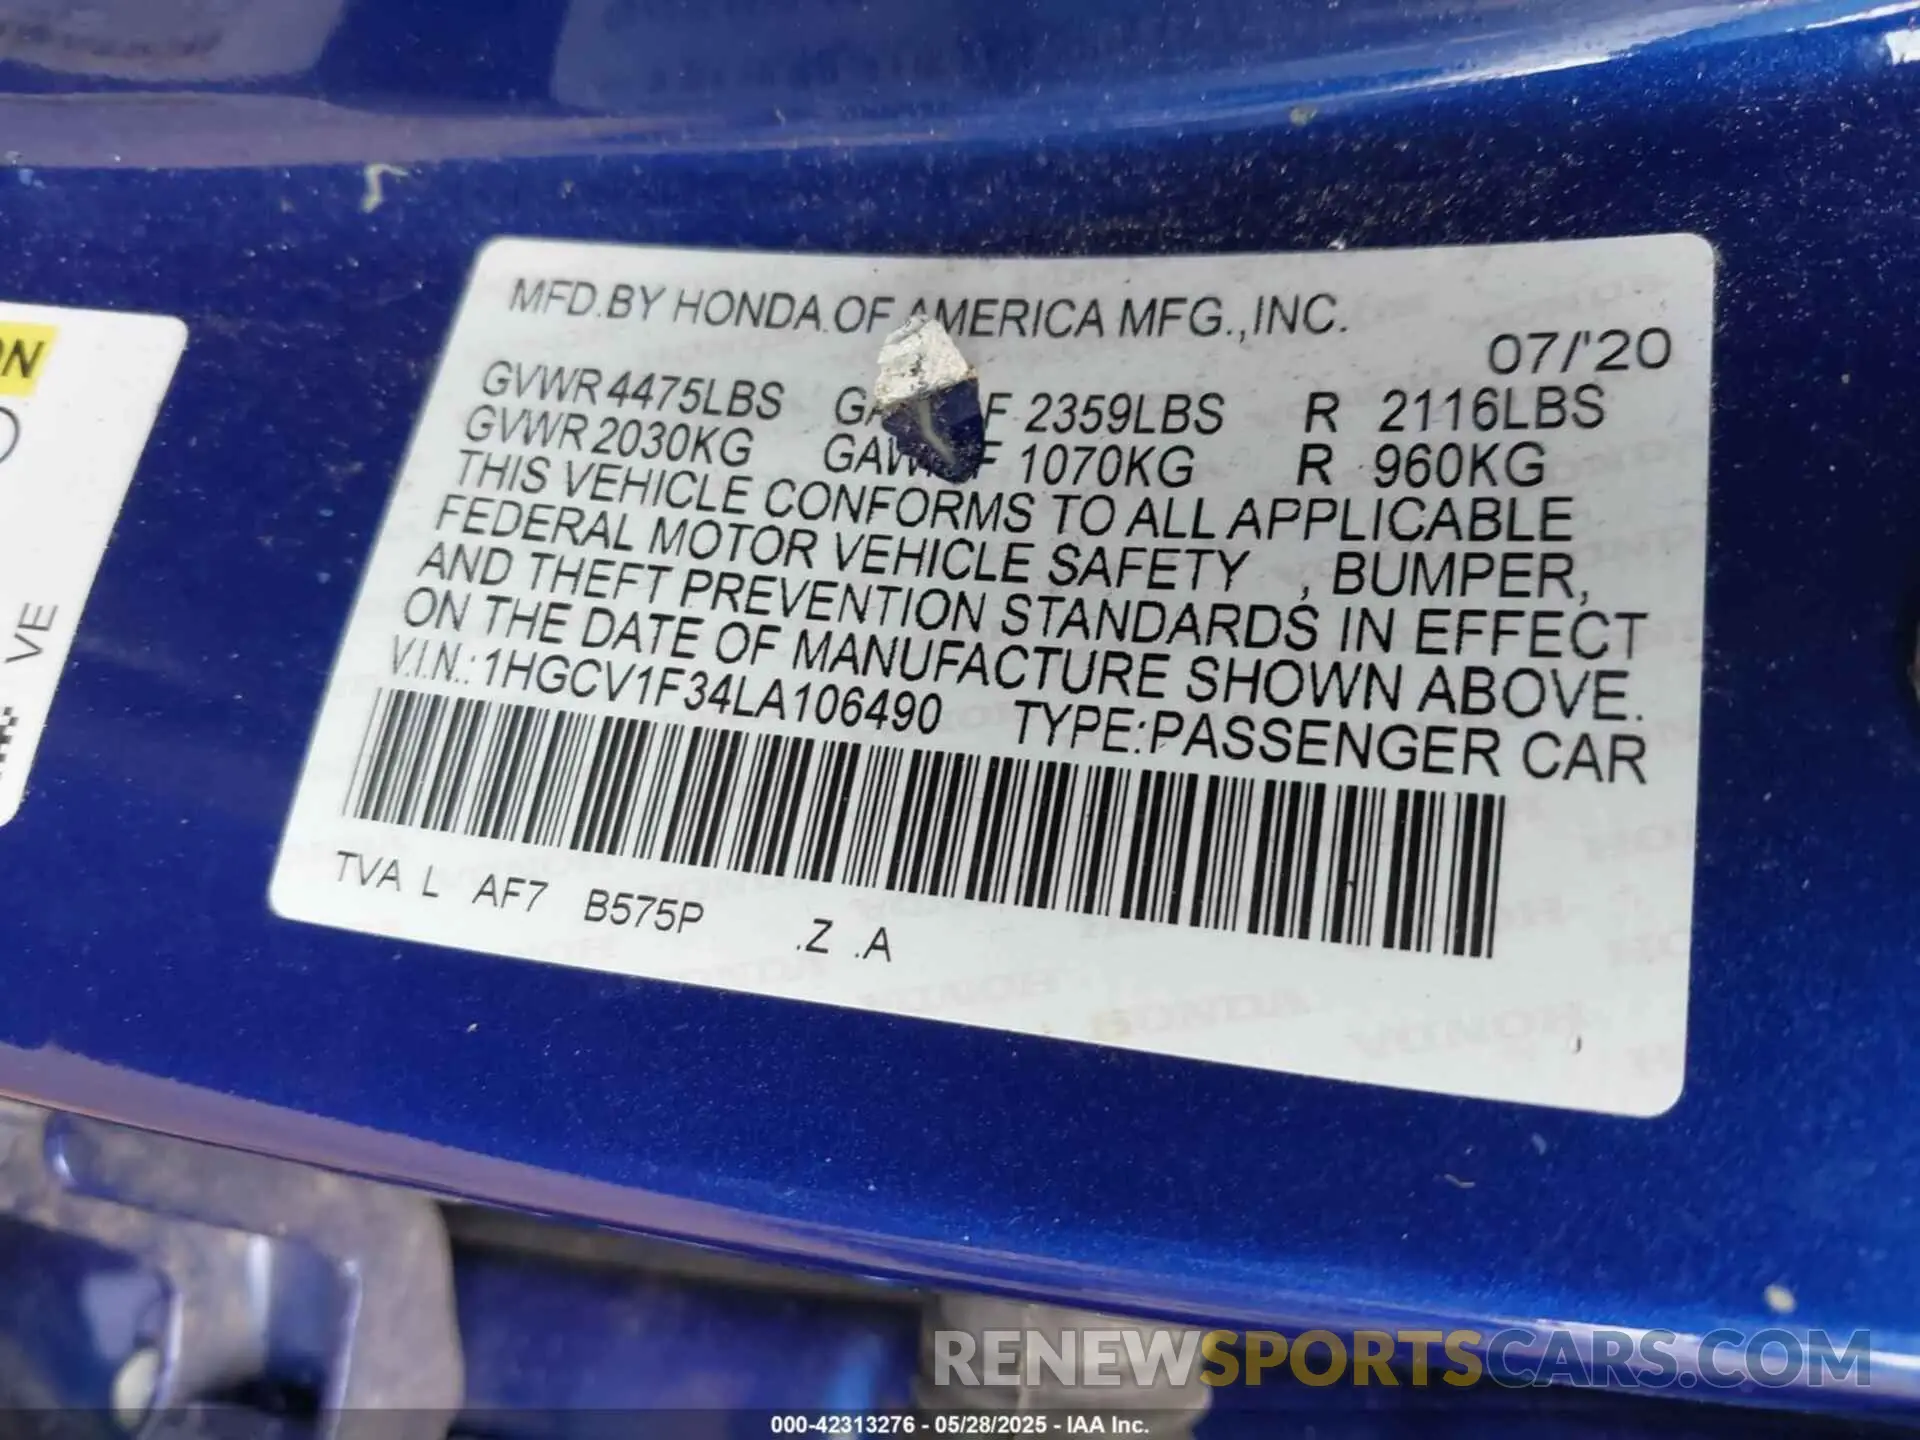 MFD.BY HONDA OF AMERICA MFG.,INC.
07/'20
GVWR 4475LBS F 2359LBS R 2116LBS
GVWR 2030KG F 1070KG R 960KG
THIS VEHICLE CONFORMS TO ALL APPLICABLE
FEDERAL MOTOR VEHICLE SAFETY , BUMPER,
AND THEFT PREVENTION STANDARDS IN EFFECT
ON THE DATE OF MANUFACTURE SHOWN ABOVE.
V.I.N.: 1HGCV1F34LA106490 TYPE:PASSENGER CAR
TVA L AF7 B575P .Z .A
VE
RENEWSPORTSCARS.COM
000-42313276 - 05/28/2025 - IAA Inc.